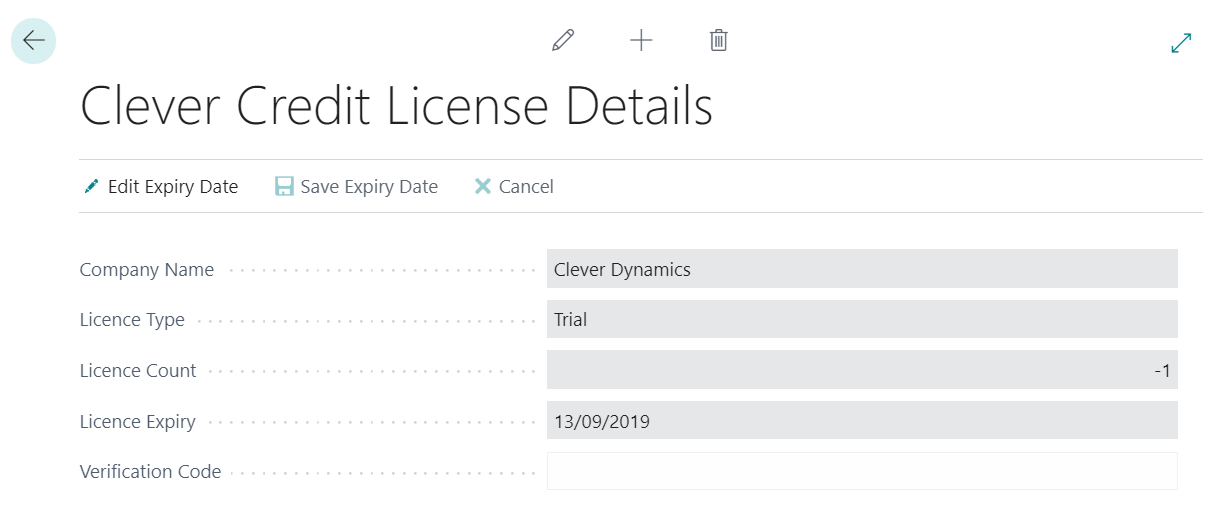 Clever Credit License Details
Edit Expiry Date Save Expiry Date Cancel
Company Name Clever Dynamics
Licence Type Trial
Licence Count -1
Licence Expiry 13/09/2019
Verification Code